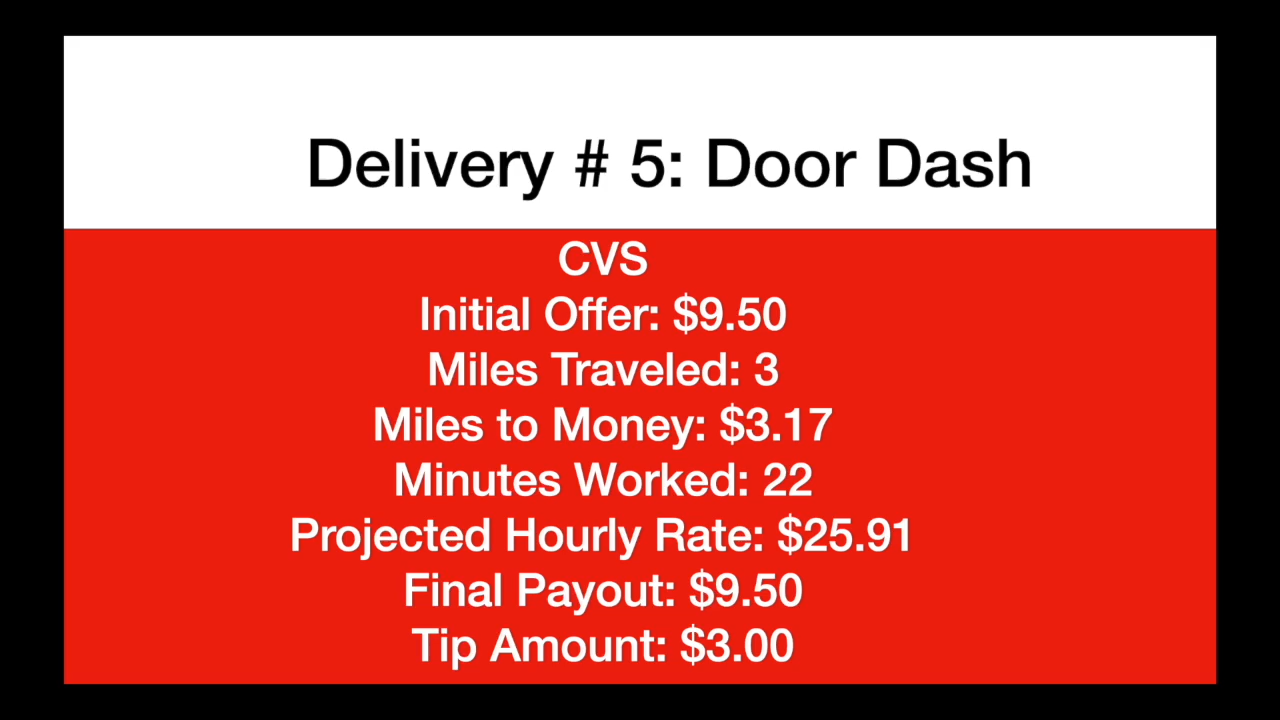 Delivery # 5: Door Dash
CVS
Initial Offer: $9.50
Miles Traveled: 3
Miles to Money: $3.17
Minutes Worked: 22
Projected Hourly Rate: $25.91
Final Payout: $9.50
Tip Amount: $3.00